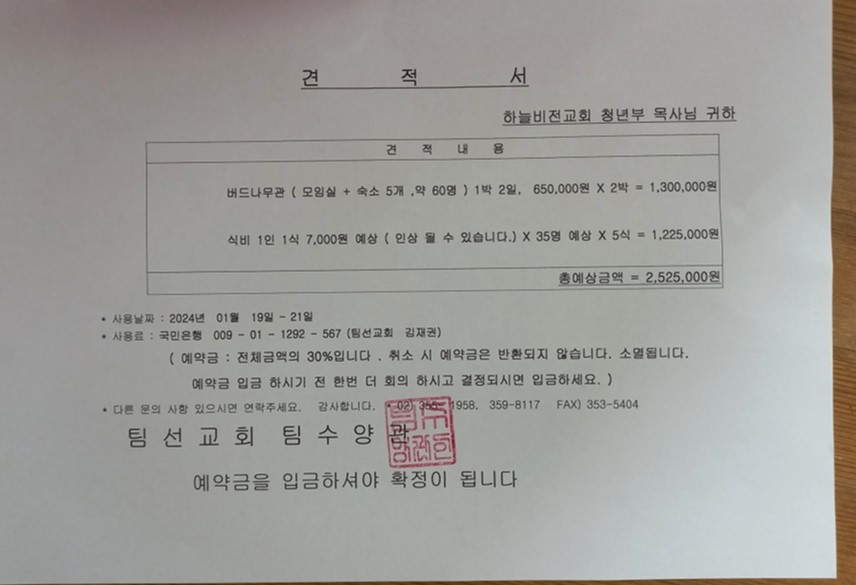 견 적 서
하늘비전교회 청년부 목사님 귀하
견 적 내 용
버드나무관 ( 모임실 + 숙소 5개 ,약 60명 ) 1박 2일, 650,000원 X 2박 = 1,300,000원
식비 1인 1식 7,000원 예상 ( 인상 될 수 있습니다.) X 35명 예상 X 5식 = 1,225,000원
총예상금액 = 2,525,000원
* 사용날짜 : 2024년 01월 19일 - 21일
* 사용료 : 국민은행 009 - 01 - 1292 - 567 (팀선교회 김재권)
( 예약금 : 전체금액의 30%입니다 . 취소 시 예약금은 반환되지 않습니다. 소멸됩니다.
예약금 입금 하시기 전 한번 더 회의 하시고 결정되시면 입금하세요. )
* 다른 문의 사항 있으시면 연락주세요. 감사합니다. * 02) 355- 1958, 359-8117 FAX) 353-5404
팀 선 교 회 팀 수 양 관
예약금을 입금하셔야 확정이 됩니다